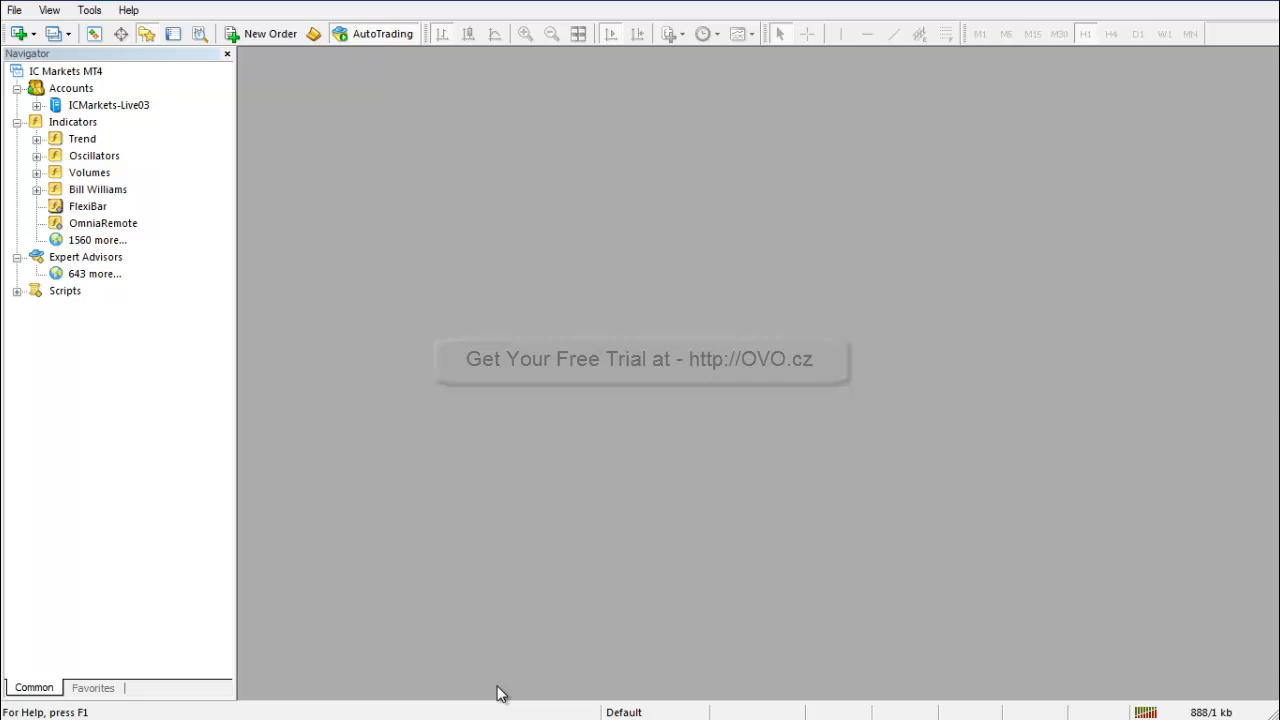 File View Tools Help
New Order AutoTrading M1 M5 M15 M30 H1 H4 D1 W1 MN
Navigator
IC Markets MT4
Accounts
ICMarkets-Live03
Indicators
Trend
Oscillators
Volumes
Bill Williams
FlexiBar
OmniaRemote
1560 more...
Expert Advisors
643 more...
Scripts
Get Your Free Trial at - http://OVO.cz
Common Favorites
For Help, press F1 Default 888/1 kb